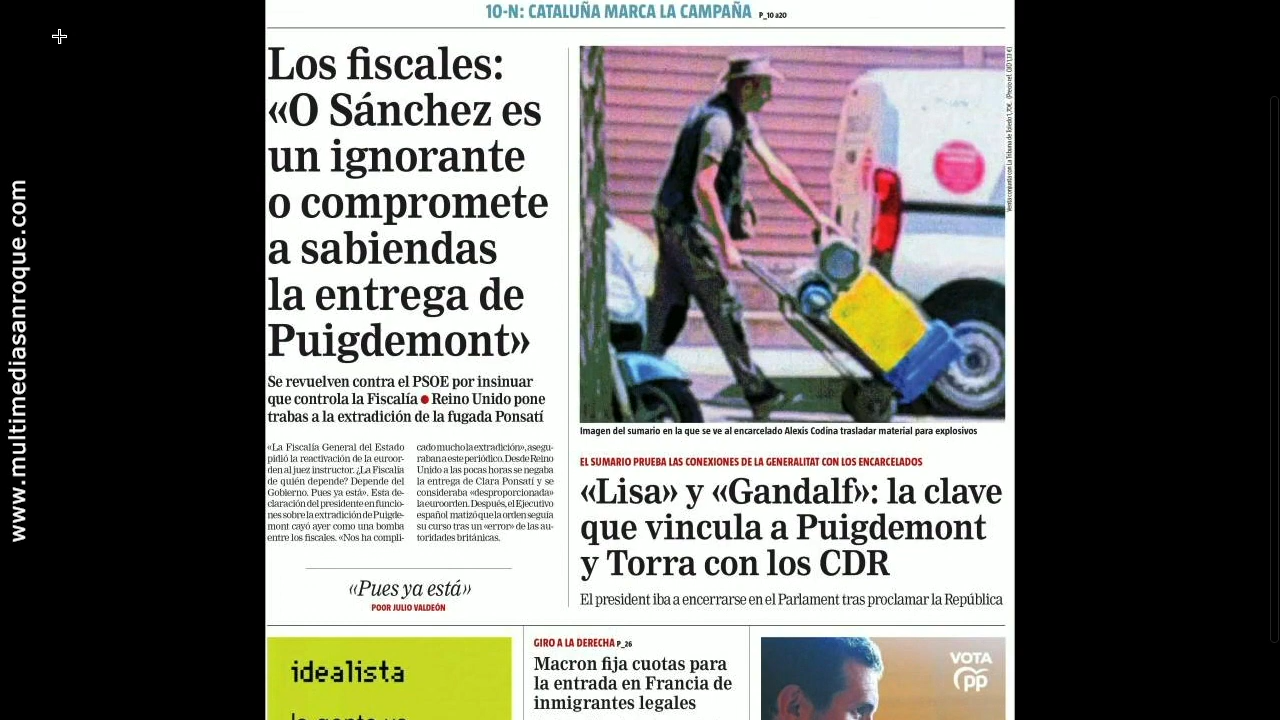 10-N: CATALUÑA MARCA LA CAMPAÑA P_10 a20
Los fiscales:
«O Sánchez es
un ignorante
o compromete
a sabiendas
la entrega de
Puigdemont»
Se revuelven contra el PSOE por insinuar
que controla la Fiscalía ● Reino Unido pone
trabas a la extradición de la fugada Ponsatí
«La Fiscalía General del Estado
pidió la reactivación de la euroor-
den al juez instructor. ¿La Fiscalía
de quién depende? Depende del
Gobierno. Pues ya está». Esta de-
claración del presidente en funcio-
nes sobre la extradición de Puigde-
mont cayó ayer como una bomba
entre los fiscales. «Nos ha compli-
cado mucho la extradición», asegu-
raban a este periódico. Desde Reino
Unido a las pocas horas se negaba
la entrega de Clara Ponsatí y se
consideraba «desproporcionada»
la euroorden. Después, el Ejecutivo
español matizó que la orden seguía
su curso tras un «error» de las au-
toridades británicas.
«Pues ya está»
POOR JULIO VALDEÓN
Imagen del sumario en la que se ve al encarcelado Alexis Codina trasladar material para explosivos
EL SUMARIO PRUEBA LAS CONEXIONES DE LA GENERALITAT CON LOS ENCARCELADOS
«Lisa» y «Gandalf»: la clave
que vincula a Puigdemont
y Torra con los CDR
El president iba a encerrarse en el Parlament tras proclamar la República
idealista
GIRO A LA DERECHA P_26
Macron fija cuotas para
la entrada en Francia de
inmigrantes legales
VOTA
pp
www.multimediasanroque.com